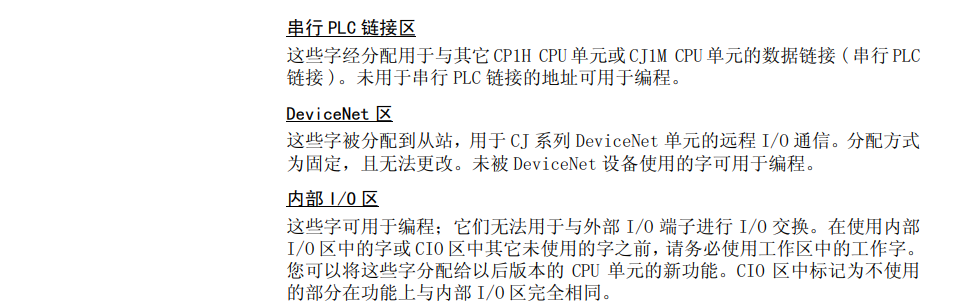 串行 PLC 链接区
这些字经分配用于与其它 CP1H CPU 单元或 CJ1M CPU 单元的数据链接 ( 串行 PLC
链接 )。未用于串行 PLC 链接的地址可用于编程。
DeviceNet 区
这些字被分配到从站，用于 CJ 系列 DeviceNet 单元的远程 I/O 通信。分配方式
为固定，且无法更改。未被 DeviceNet 设备使用的字可用于编程。
内部 I/O 区
这些字可用于编程；它们无法用于与外部 I/O 端子进行 I/O 交换。在使用内部
I/O 区中的字或 CIO 区中其它未使用的字之前，请务必使用工作区中的工作字。
您可以将这些字分配给以后版本的 CPU 单元的新功能。CIO 区中标记为不使用
的部分在功能上与内部 I/O 区完全相同。